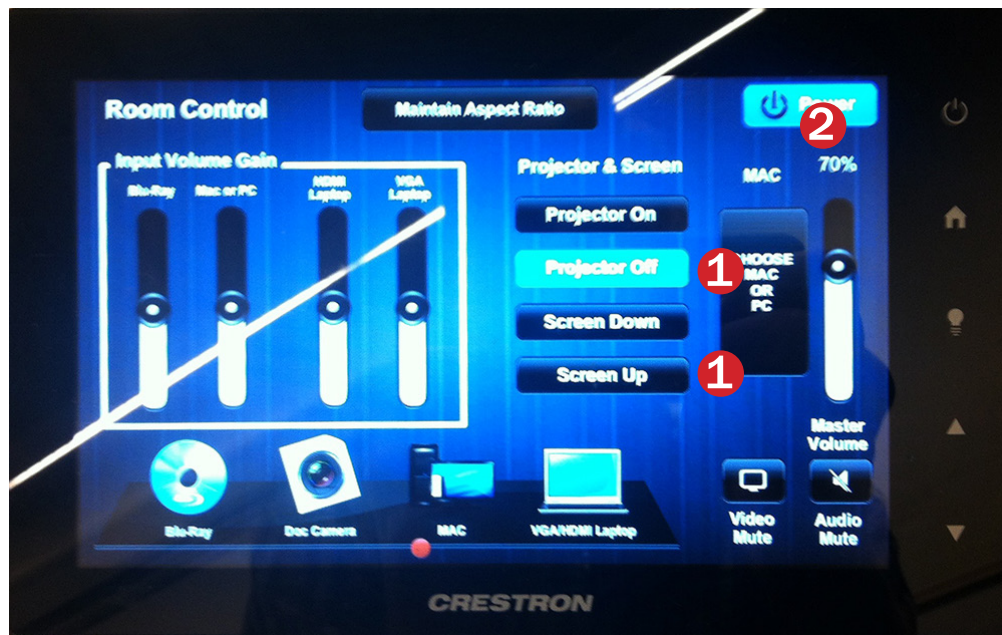 Room Control
Maintain Aspect Ratio
Power
2
Input Volume Gain
Blu-Ray
Mac or PC
HDMI
Laptop
VGA
Laptop
Projector & Screen
Projector On
Projector Off
1
Screen Down
Screen Up
1
MAC
CHOOSE
MAC
OR
PC
70%
Master
Volume
Blu-Ray
Doc Camera
MAC
VGA/HDMI Laptop
Video
Mute
Audio
Mute
CRESTRON